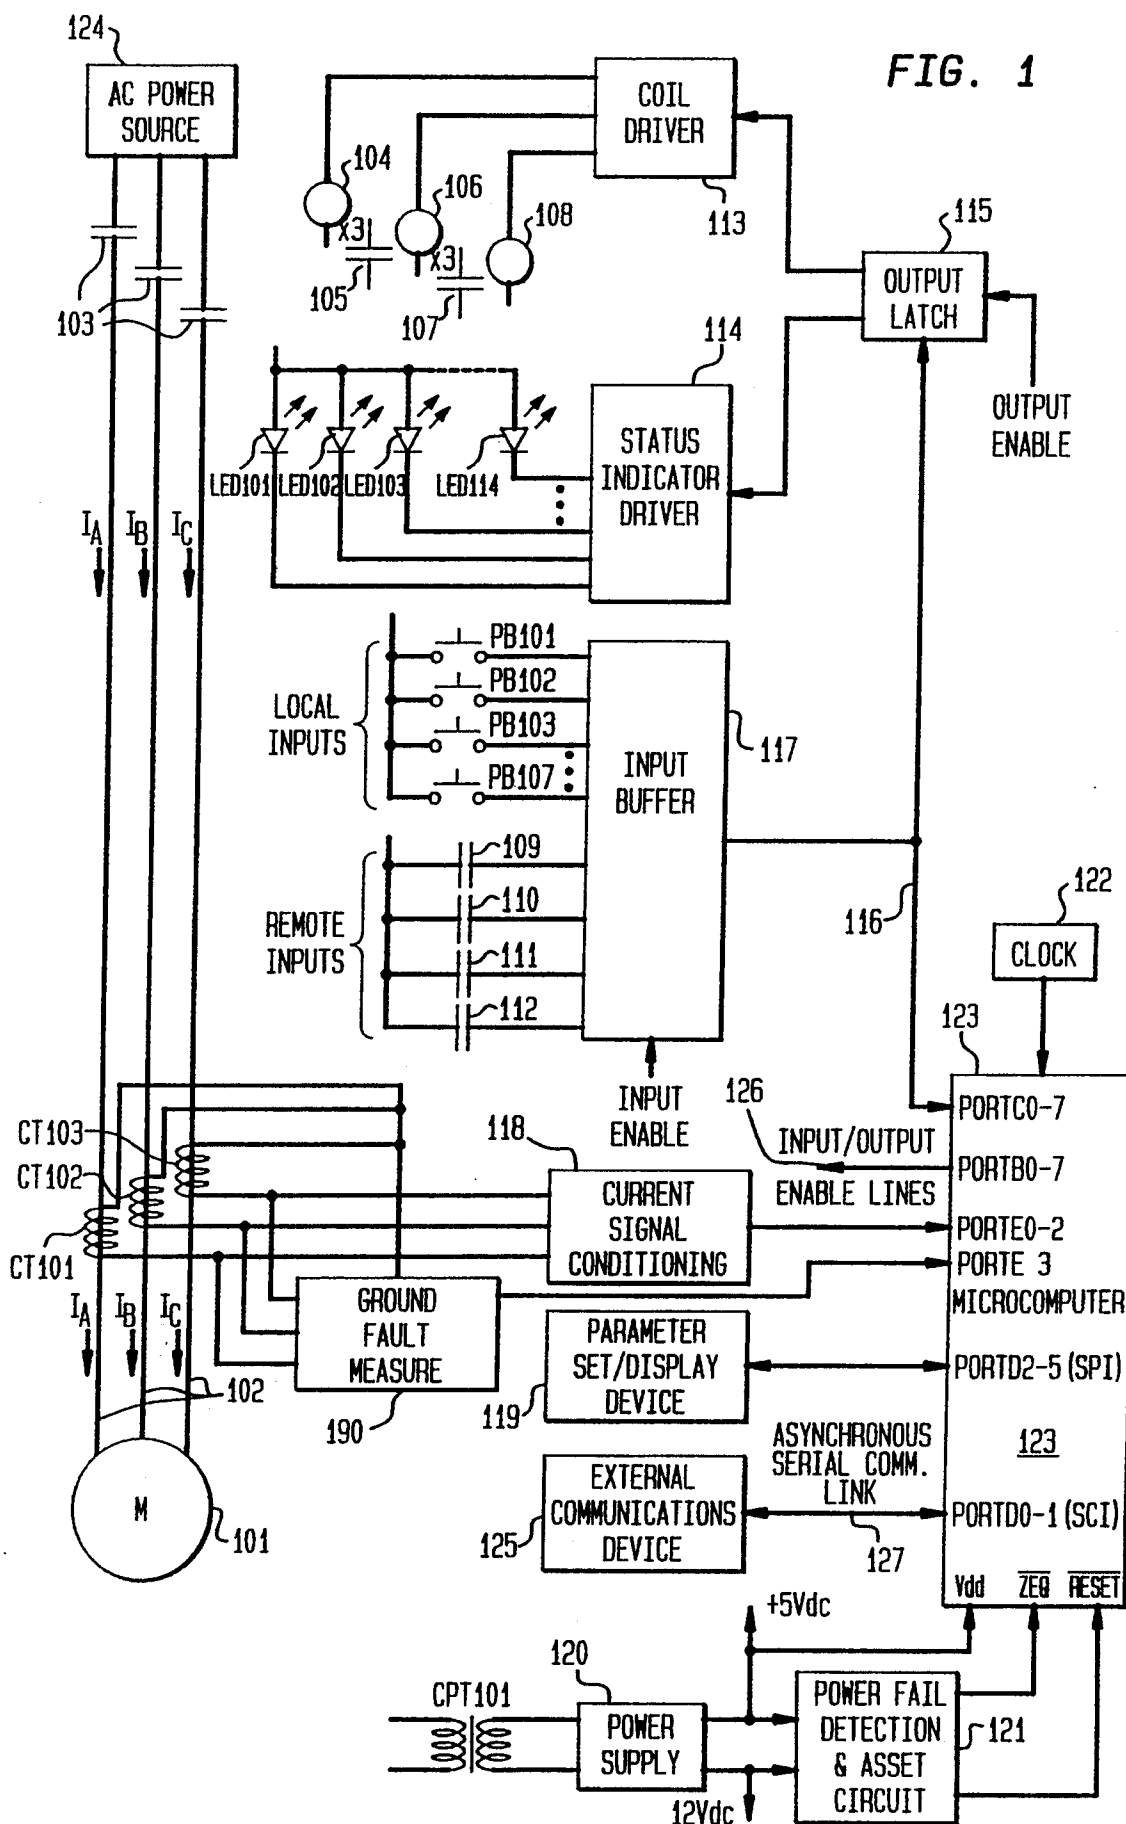 FIG. 1
124
AC POWER
SOURCE
COIL
DRIVER
113
104
106
108
X3
X3
105
107
103
115
OUTPUT
LATCH
OUTPUT
ENABLE
114
STATUS
INDICATOR
DRIVER
LED101
LED102
LED103
LED114
IA
IB
IC
LOCAL
INPUTS
PB101
PB102
PB103
PB107
117
INPUT
BUFFER
REMOTE
INPUTS
109
110
111
112
INPUT
ENABLE
116
122
CLOCK
123
PORTC0-7
126
INPUT/OUTPUT
ENABLE LINES
PORTB0-7
PORTE0-2
PORTE 3
MICROCOMPUTER
PORTD2-5 (SPI)
123
PORTD0-1 (SCI)
Vdd
ZEQ
RESET
CT103
CT102
CT101
118
CURRENT
SIGNAL
CONDITIONING
GROUND
FAULT
MEASURE
190
PARAMETER
SET/DISPLAY
DEVICE
119
IA
IB
IC
102
M
101
ASYNCHRONOUS
SERIAL COMM.
LINK
127
EXTERNAL
COMMUNICATIONS
DEVICE
125
+5Vdc
120
CPT101
POWER
SUPPLY
12Vdc
POWER FAIL
DETECTION
& ASSET
CIRCUIT
121